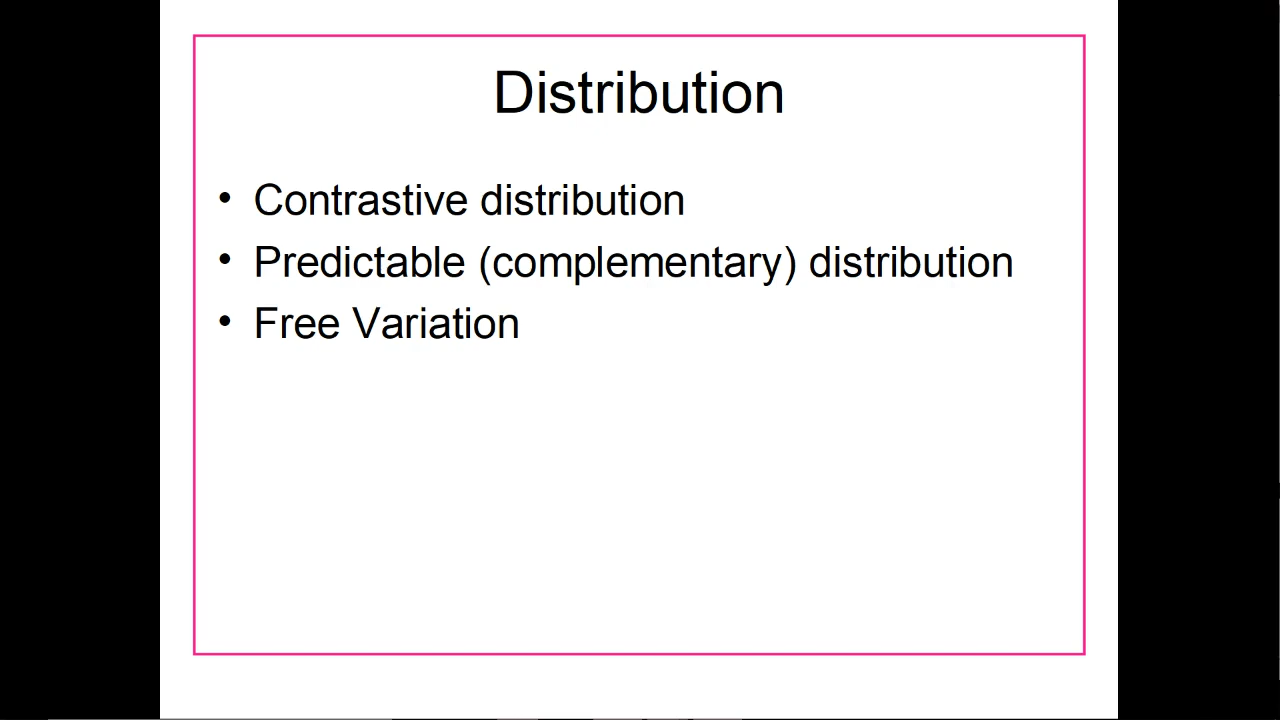 Distribution
• Contrastive distribution
• Predictable (complementary) distribution
• Free Variation